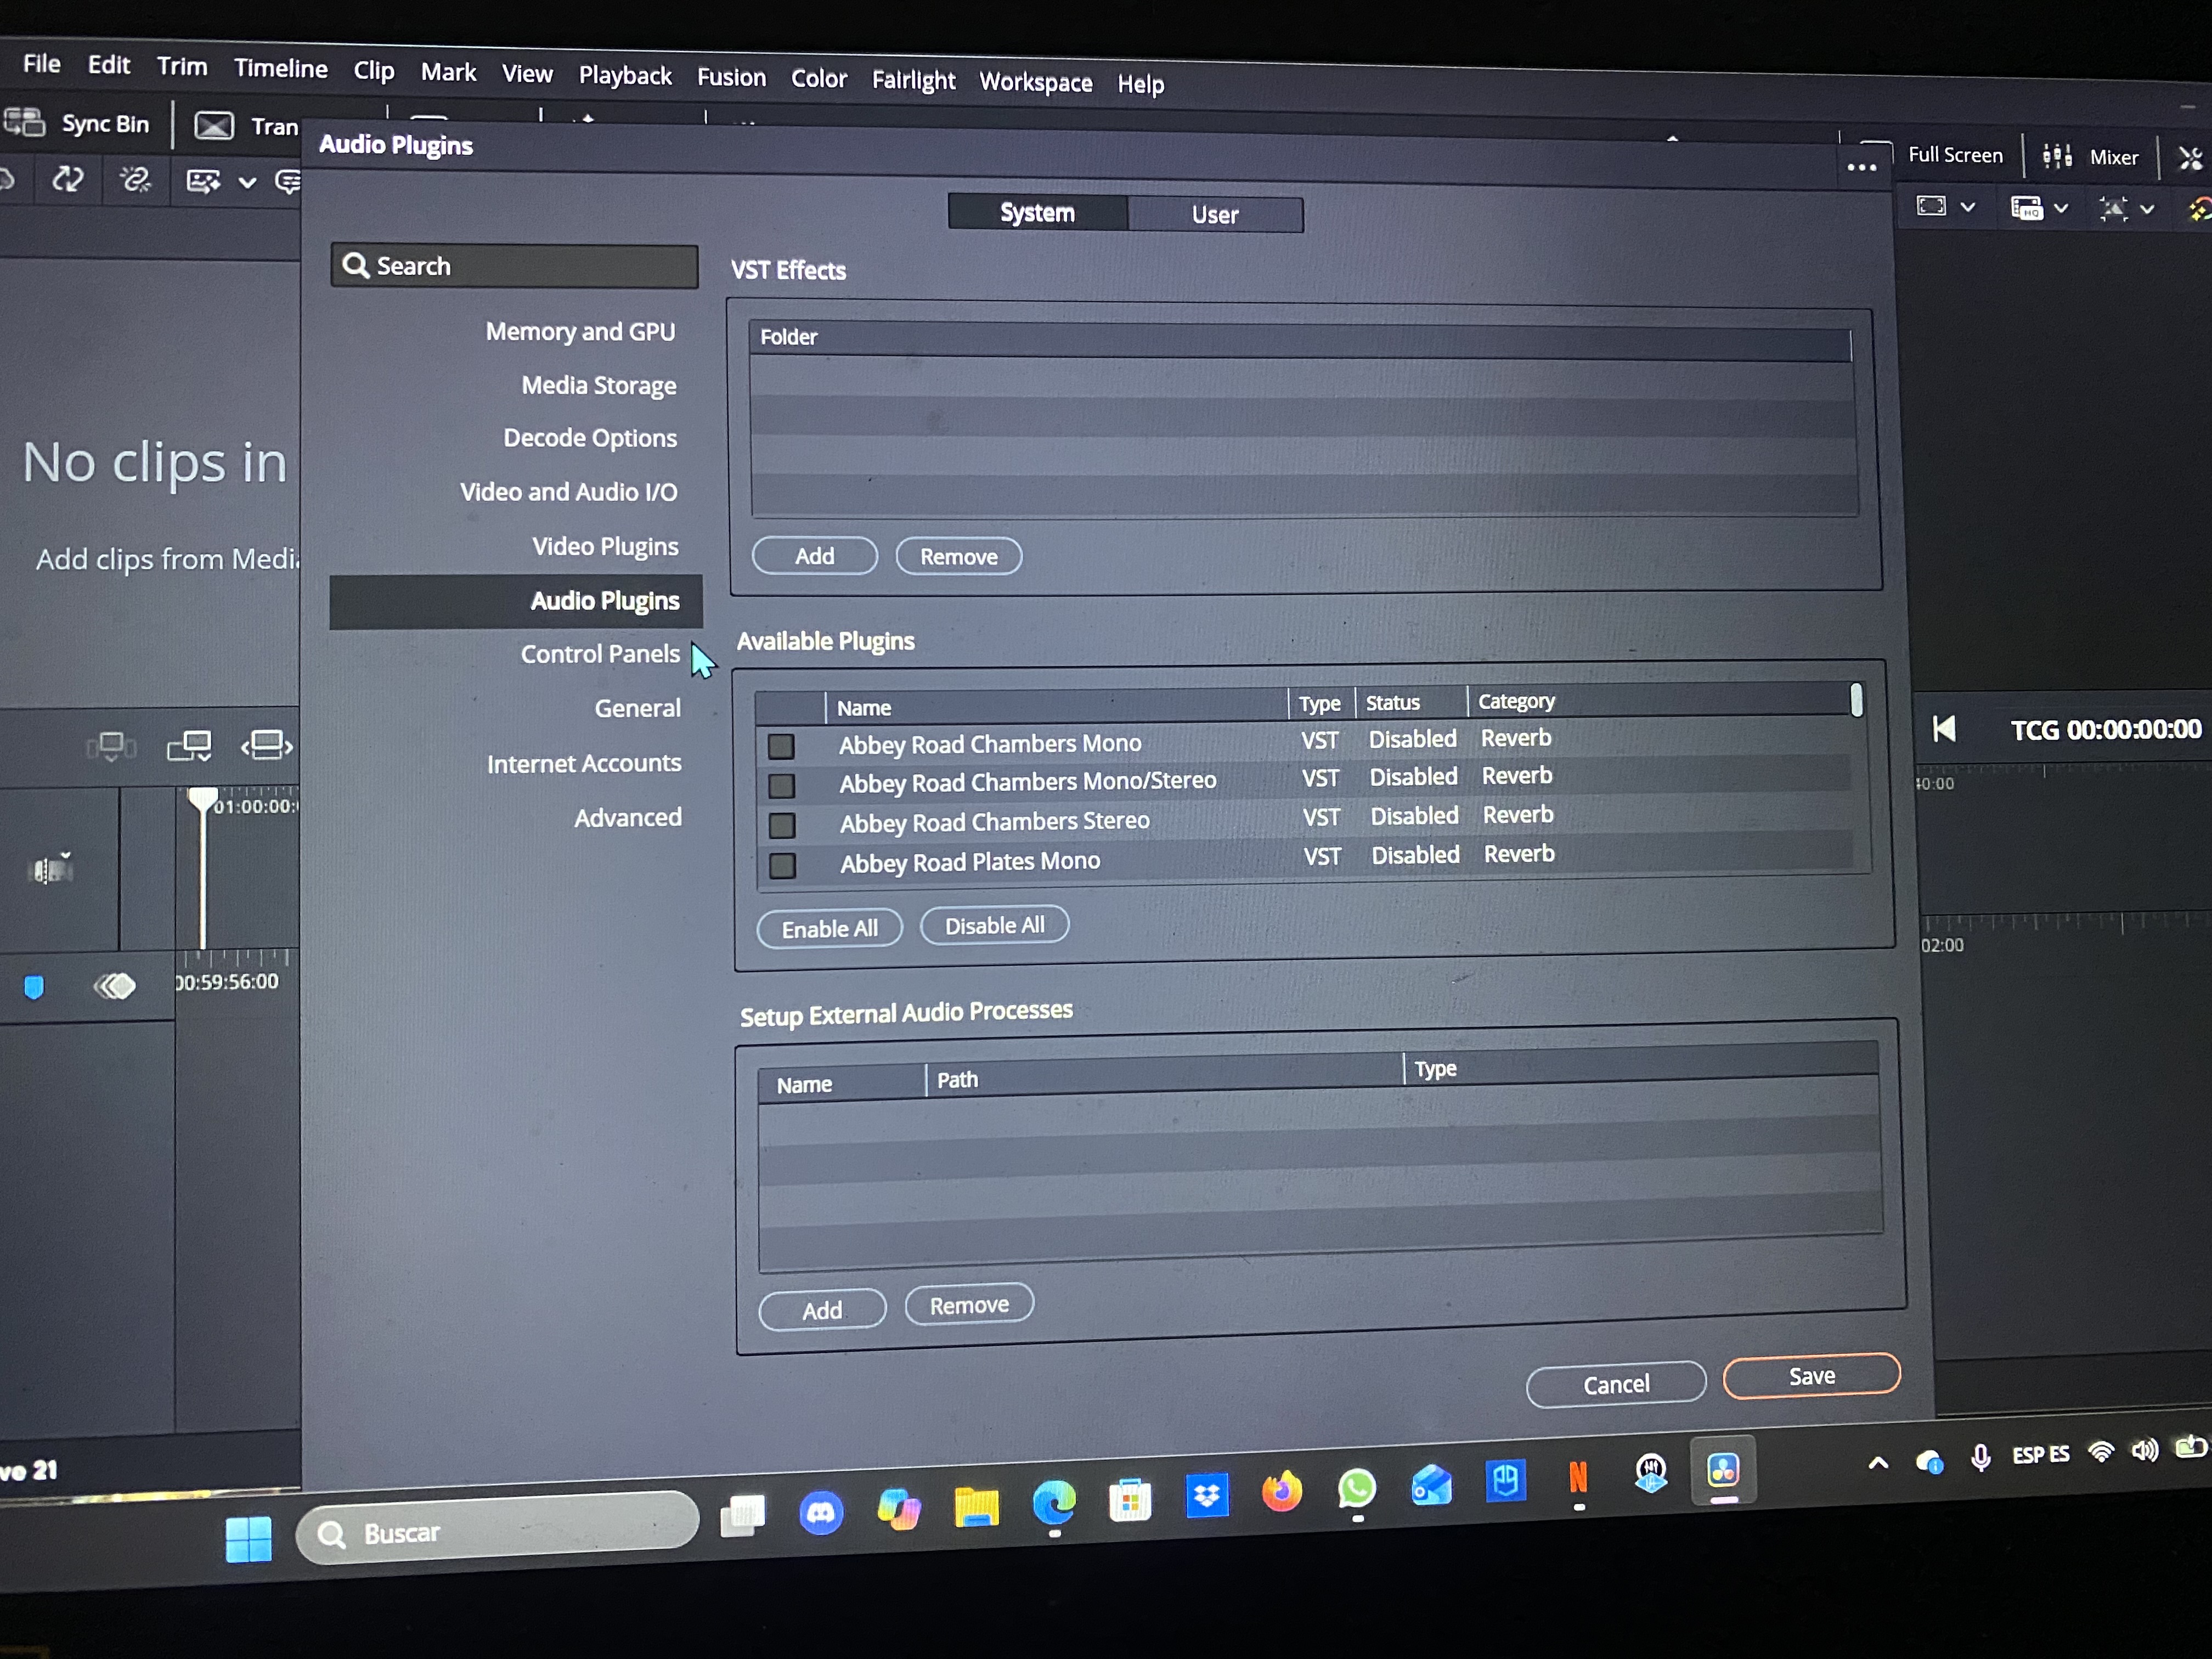 File Edit Trim Timeline Clip Mark View Playback Fusion Color Fairlight Workspace Help
Sync Bin
Tran
Audio Plugins
Full Screen
Mixer
System
User
Search
Memory and GPU
Media Storage
Decode Options
Video and Audio I/O
Video Plugins
Audio Plugins
Control Panels
General
Internet Accounts
Advanced
VST Effects
Folder
Add
Remove
Available Plugins
Name Type Status Category
Abbey Road Chambers Mono VST Disabled Reverb
Abbey Road Chambers Mono/Stereo VST Disabled Reverb
Abbey Road Chambers Stereo VST Disabled Reverb
Abbey Road Plates Mono VST Disabled Reverb
Enable All
Disable All
Setup External Audio Processes
Name Path Type
Add
Remove
Cancel
Save
No clips in
Add clips from Media
01:00:00:
00:59:56:00
TCG 00:00:00:00
40:00
02:00
ve 21
Buscar
ESP ES